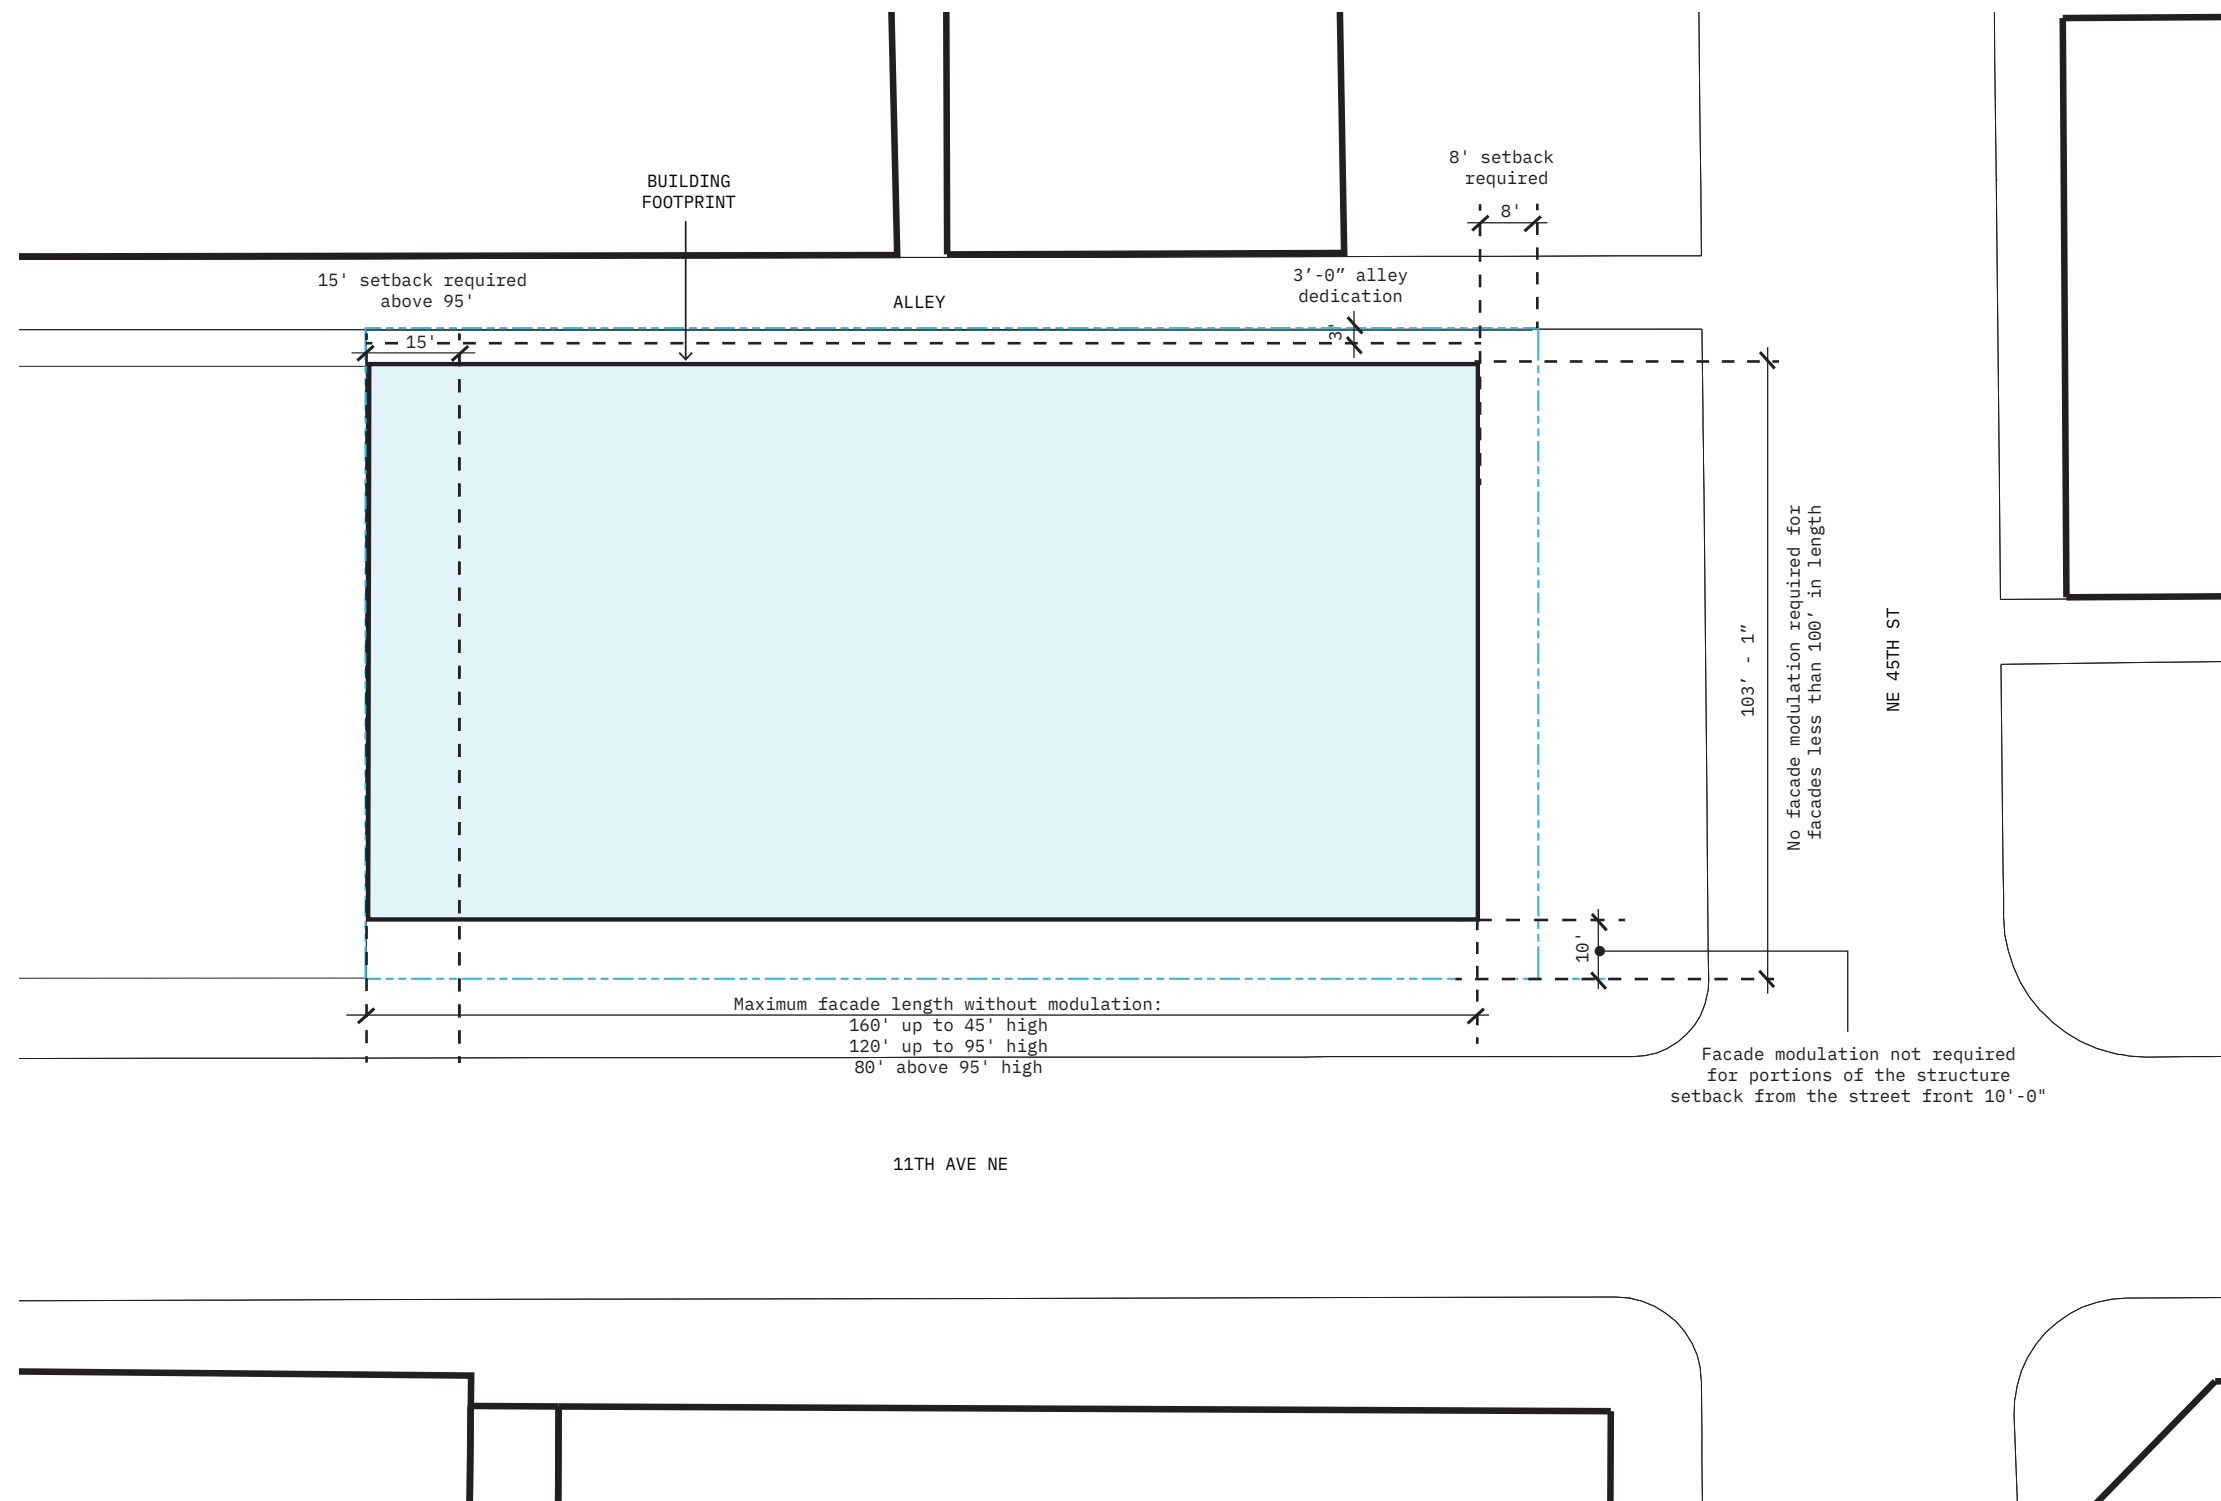 8' setback
required
8'
BUILDING
FOOTPRINT
15' setback required
above 95'
ALLEY
3’-0” alley
dedication
3'
15'
No facade modulation required for
facades less than 100’ in length
103’ - 1”
NE 45TH ST
10'
Maximum facade length without modulation:
160' up to 45' high
120' up to 95' high
80' above 95' high
Facade modulation not required
for portions of the structure
setback from the street front 10'-0"
11TH AVE NE